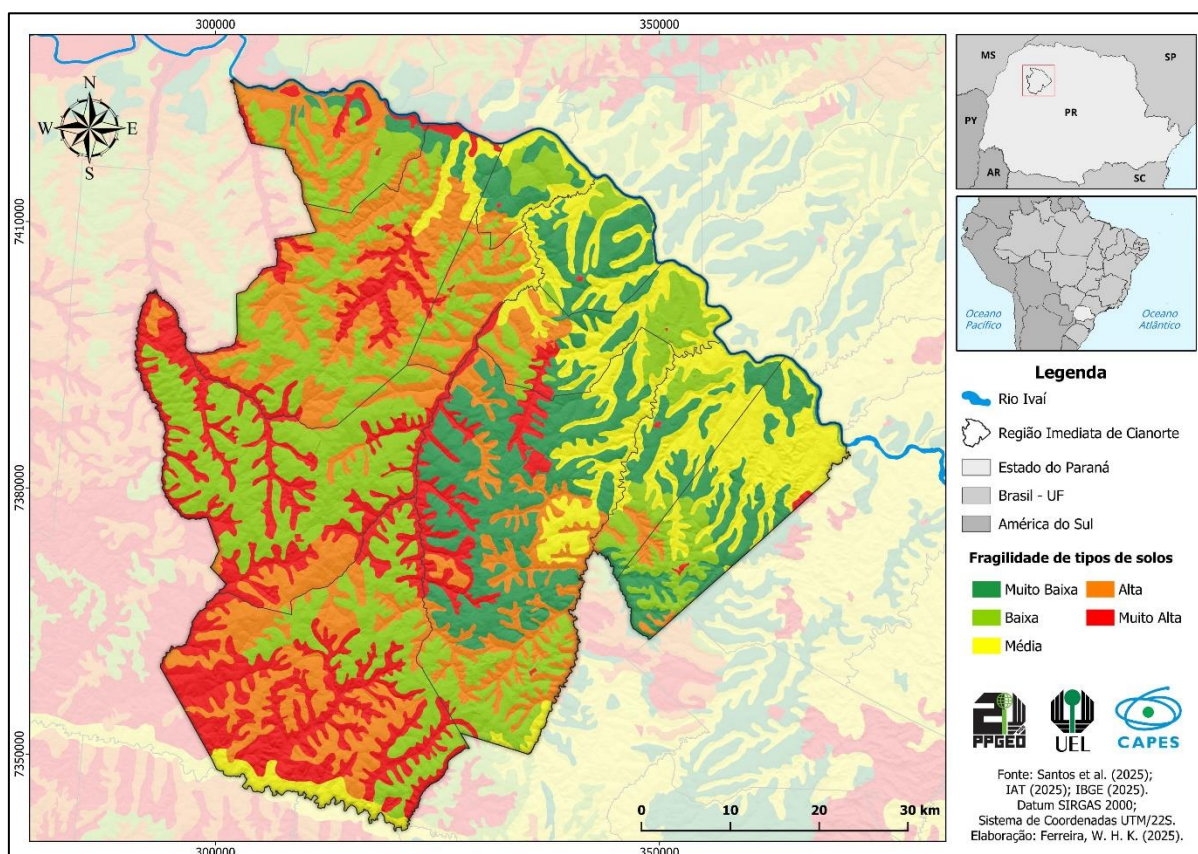 300000
350000
7410000
7380000
7350000
300000
350000
N
W
E
S
0
10
20
30 km
MS
SP
PY
PR
AR
SC
Oceano
Pacífico
Oceano
Atlântico
Legenda
Rio Ivaí
Região Imediata de Cianorte
Estado do Paraná
Brasil - UF
América do Sul
Fragilidade de tipos de solos
Muito Baixa
Alta
Baixa
Muito Alta
Média
PPGEO
UEL
CAPES
Fonte: Santos et al. (2025);
IAT (2025); IBGE (2025).
Datum SIRGAS 2000;
Sistema de Coordenadas UTM/22S.
Elaboração: Ferreira, W. H. K. (2025).